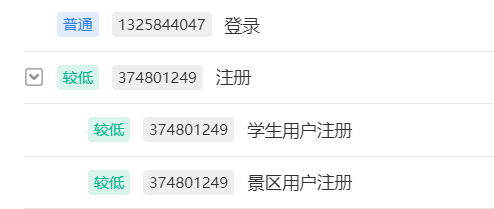 普通 1325844047 登录
较低 374801249 注册
较低 374801249 学生用户注册
较低 374801249 景区用户注册